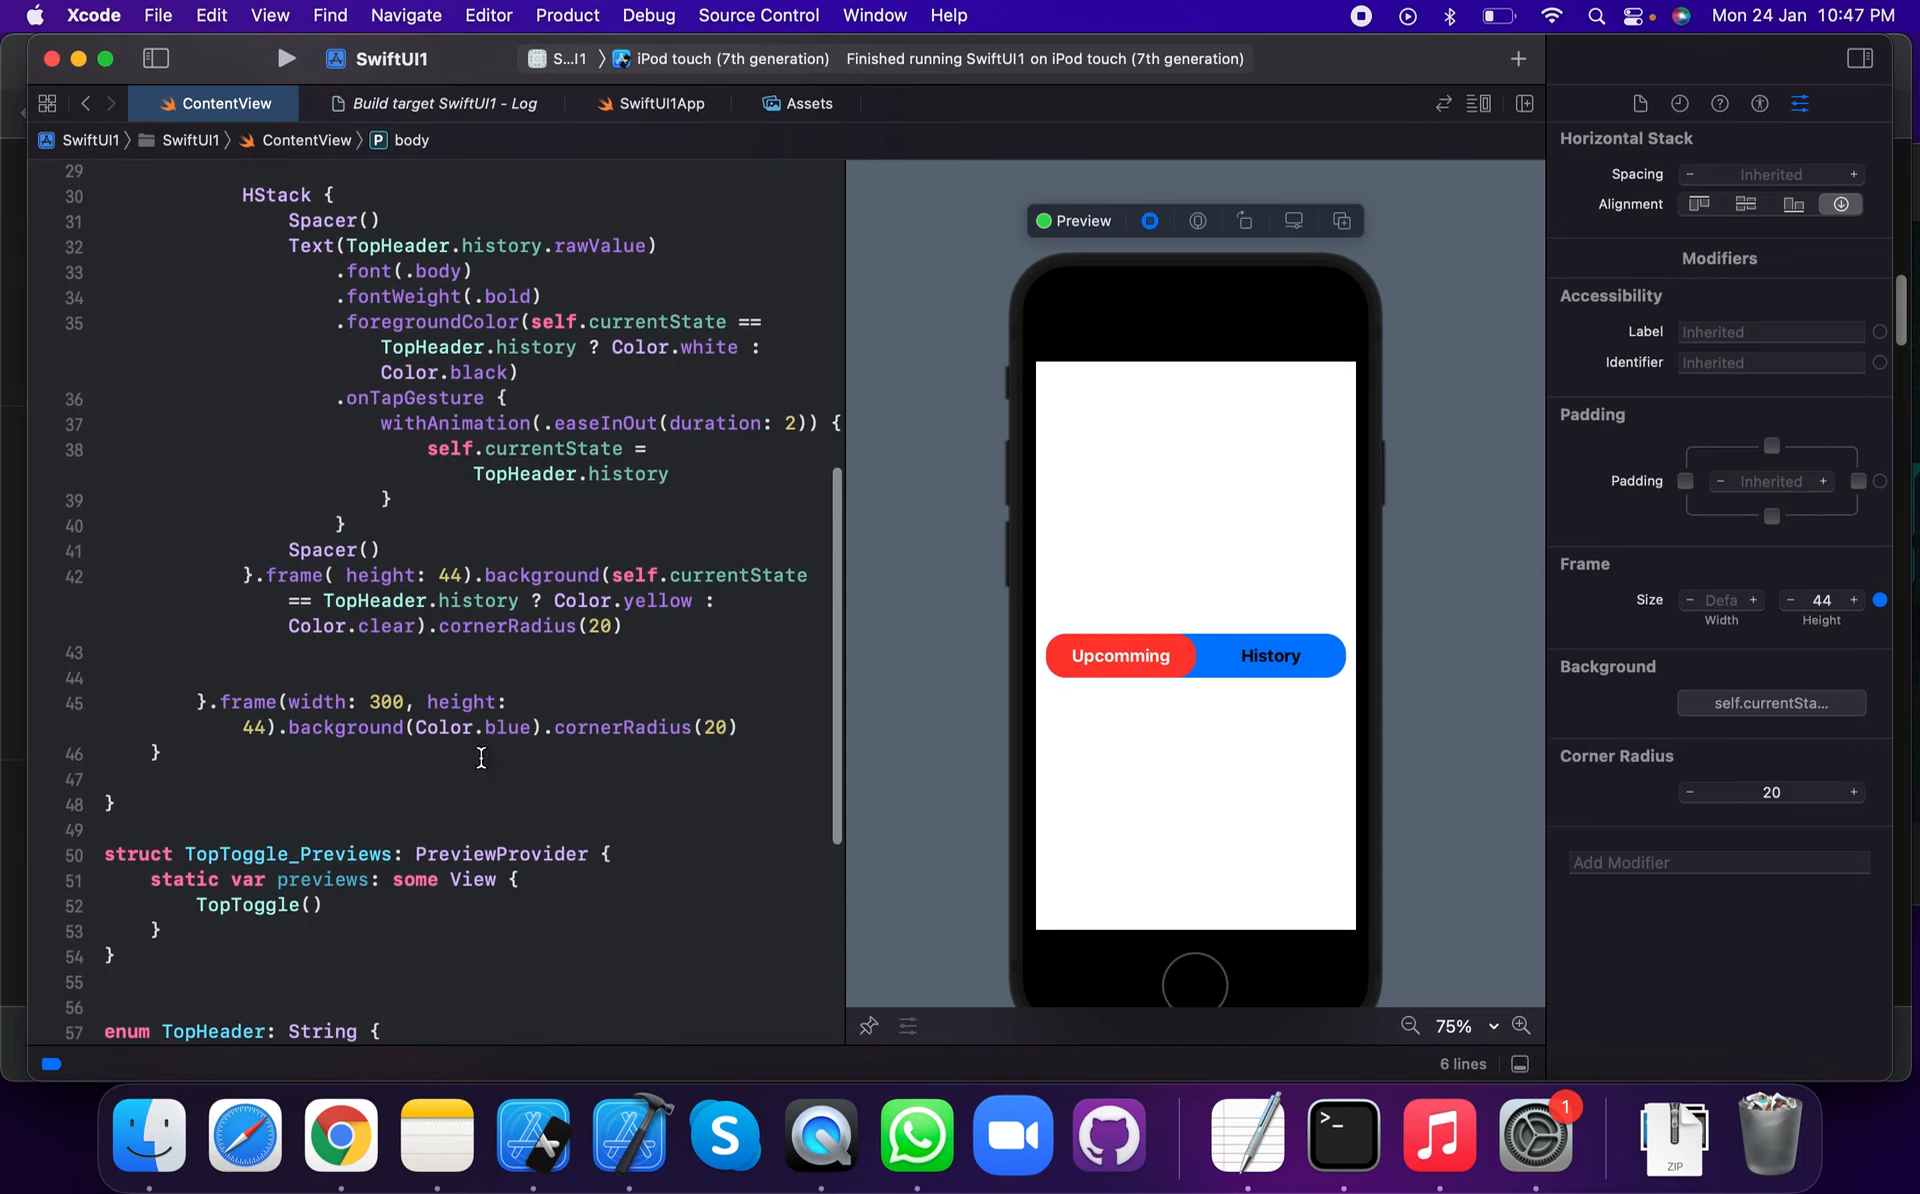 Xcode File Edit View Find Navigate Editor Product Debug Source Control Window Help Mon 24 Jan 10:47 PM
SwiftUI1
S...I1 〉 iPod touch (7th generation) Finished running SwiftUI1 on iPod touch (7th generation)
ContentView
Build target SwiftUI1 - Log
SwiftUI1App
Assets
SwiftUI1 〉 SwiftUI1 〉 ContentView 〉 P body
29
30 HStack {
31 Spacer()
32 Text(TopHeader.history.rawValue)
33 .font(.body)
34 .fontWeight(.bold)
35 .foregroundColor(self.currentState ==
TopHeader.history ? Color.white :
Color.black)
36 .onTapGesture {
37 withAnimation(.easeInOut(duration: 2)) {
38 self.currentState =
TopHeader.history
39 }
40 }
41 Spacer()
42 }.frame( height: 44).background(self.currentState
== TopHeader.history ? Color.yellow :
Color.clear).cornerRadius(20)
43
44
45 }.frame(width: 300, height:
44).background(Color.blue).cornerRadius(20)
46 }
47
48 }
49
50 struct TopToggle_Previews: PreviewProvider {
51 static var previews: some View {
52 TopToggle()
53 }
54 }
55
56
57 enum TopHeader: String {
Preview
Upcomming History
75%
6 lines
Horizontal Stack
Spacing - Inherited +
Alignment
Modifiers
Accessibility
Label Inherited
Identifier Inherited
Padding
Padding - Inherited +
Frame
Size - Defa + - 44 +
Width Height
Background
self.currentSta...
Corner Radius
- 20 +
Add Modifier
S
>_
1
ZIP